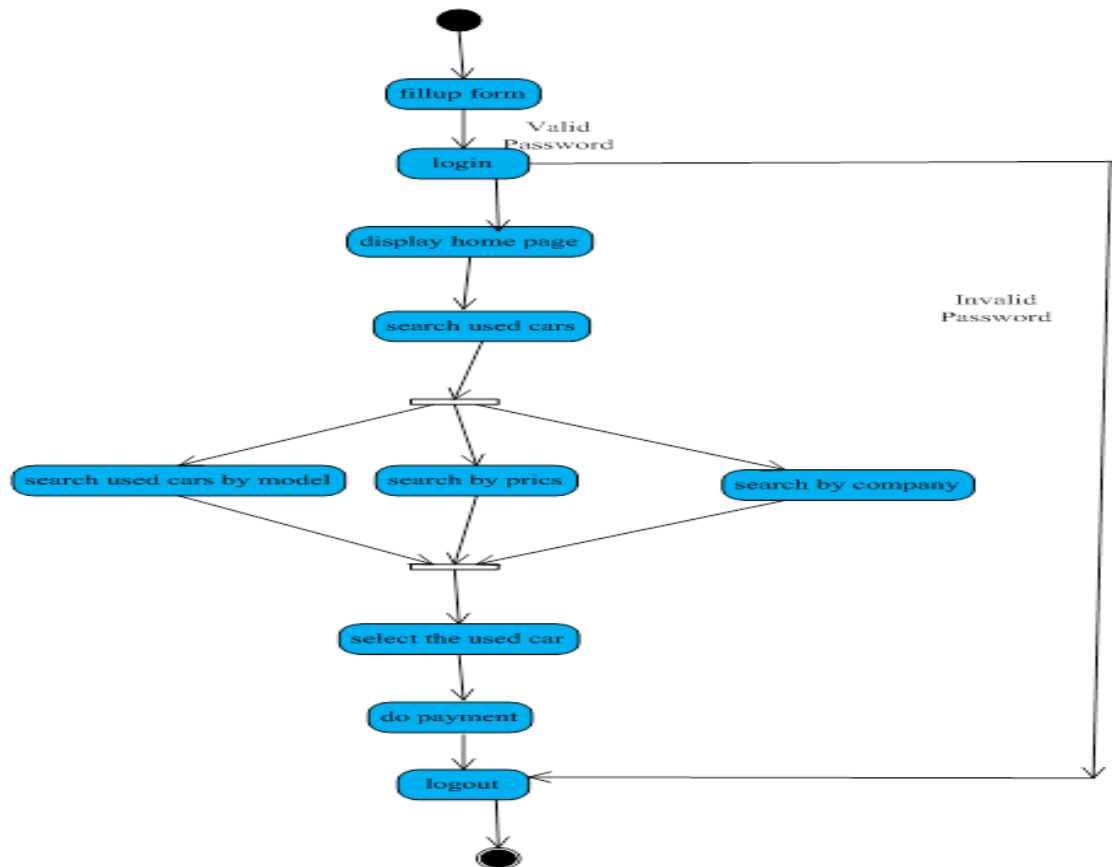 fillup form
Valid
Password
login
display home page
Invalid
Password
search used cars
search used cars by model
search by prics
search by company
select the used car
do payment
logout